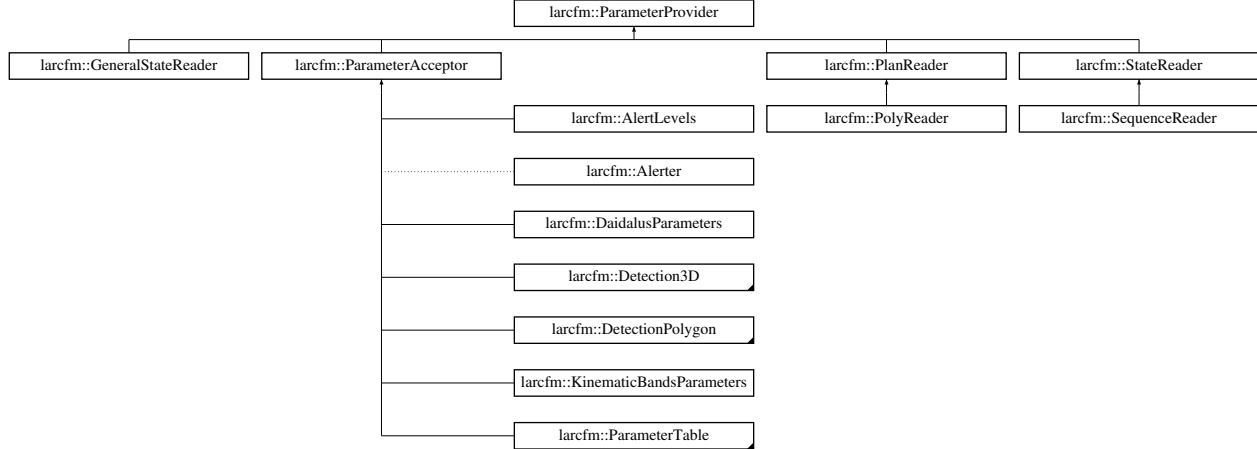 larcfm::ParameterProvider
larcfm::GeneralStateReader
larcfm::ParameterAcceptor
larcfm::PlanReader
larcfm::StateReader
larcfm::AlertLevels
larcfm::PolyReader
larcfm::SequenceReader
larcfm::Alerter
larcfm::DaidalusParameters
larcfm::Detection3D
larcfm::DetectionPolygon
larcfm::KinematicBandsParameters
larcfm::ParameterTable